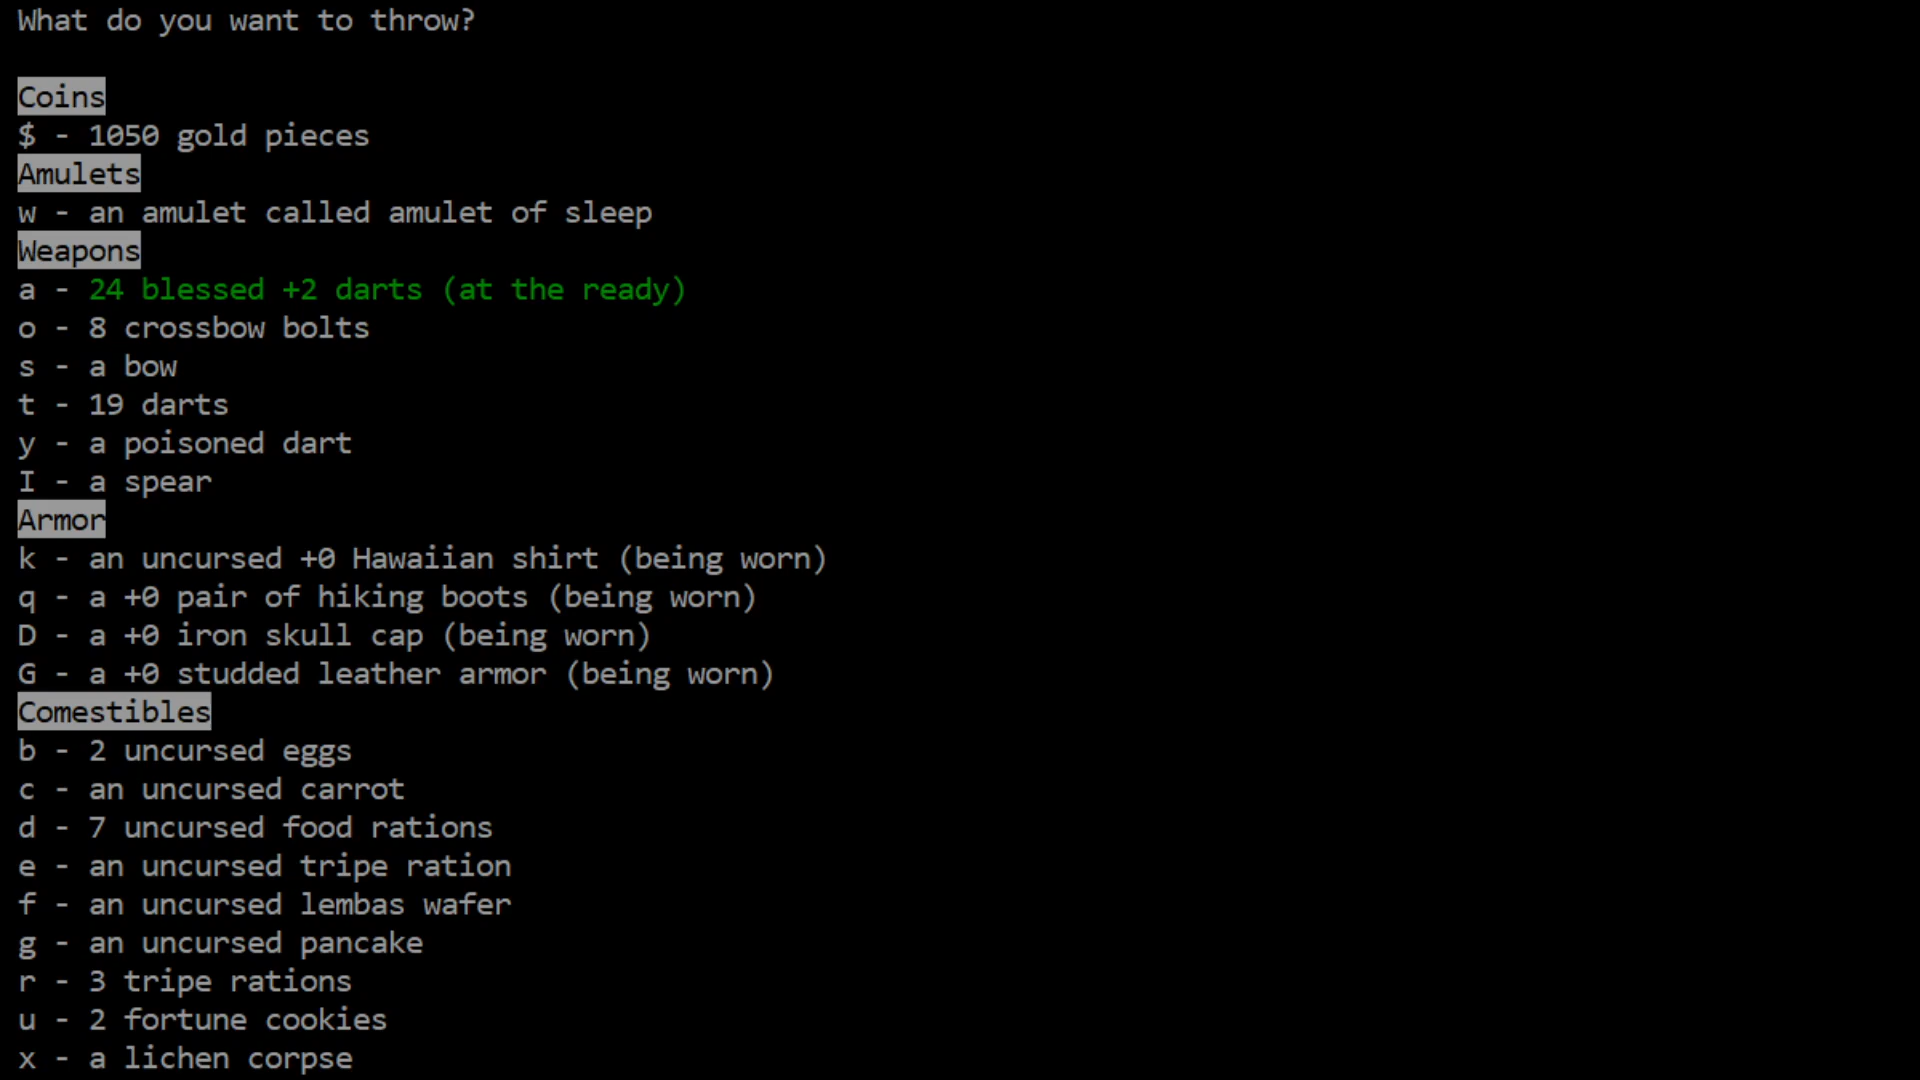 What do you want to throw?
Coins
$ - 1050 gold pieces
Amulets
w - an amulet called amulet of sleep
Weapons
a - 24 blessed +2 darts (at the ready)
o - 8 crossbow bolts
s - a bow
t - 19 darts
y - a poisoned dart
I - a spear
Armor
k - an uncursed +0 Hawaiian shirt (being worn)
q - a +0 pair of hiking boots (being worn)
D - a +0 iron skull cap (being worn)
G - a +0 studded leather armor (being worn)
Comestibles
b - 2 uncursed eggs
c - an uncursed carrot
d - 7 uncursed food rations
e - an uncursed tripe ration
f - an uncursed lembas wafer
g - an uncursed pancake
r - 3 tripe rations
u - 2 fortune cookies
x - a lichen corpse